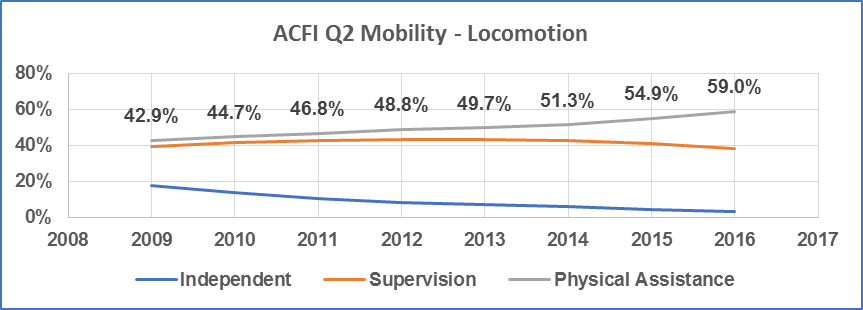 ACFI Q2 Mobility - Locomotion
80%
60%
40%
20%
0%
42.9% 44.7% 46.8% 48.8% 49.7% 51.3% 54.9% 59.0%
2008 2009 2010 2011 2012 2013 2014 2015 2016 2017
Independent Supervision Physical Assistance